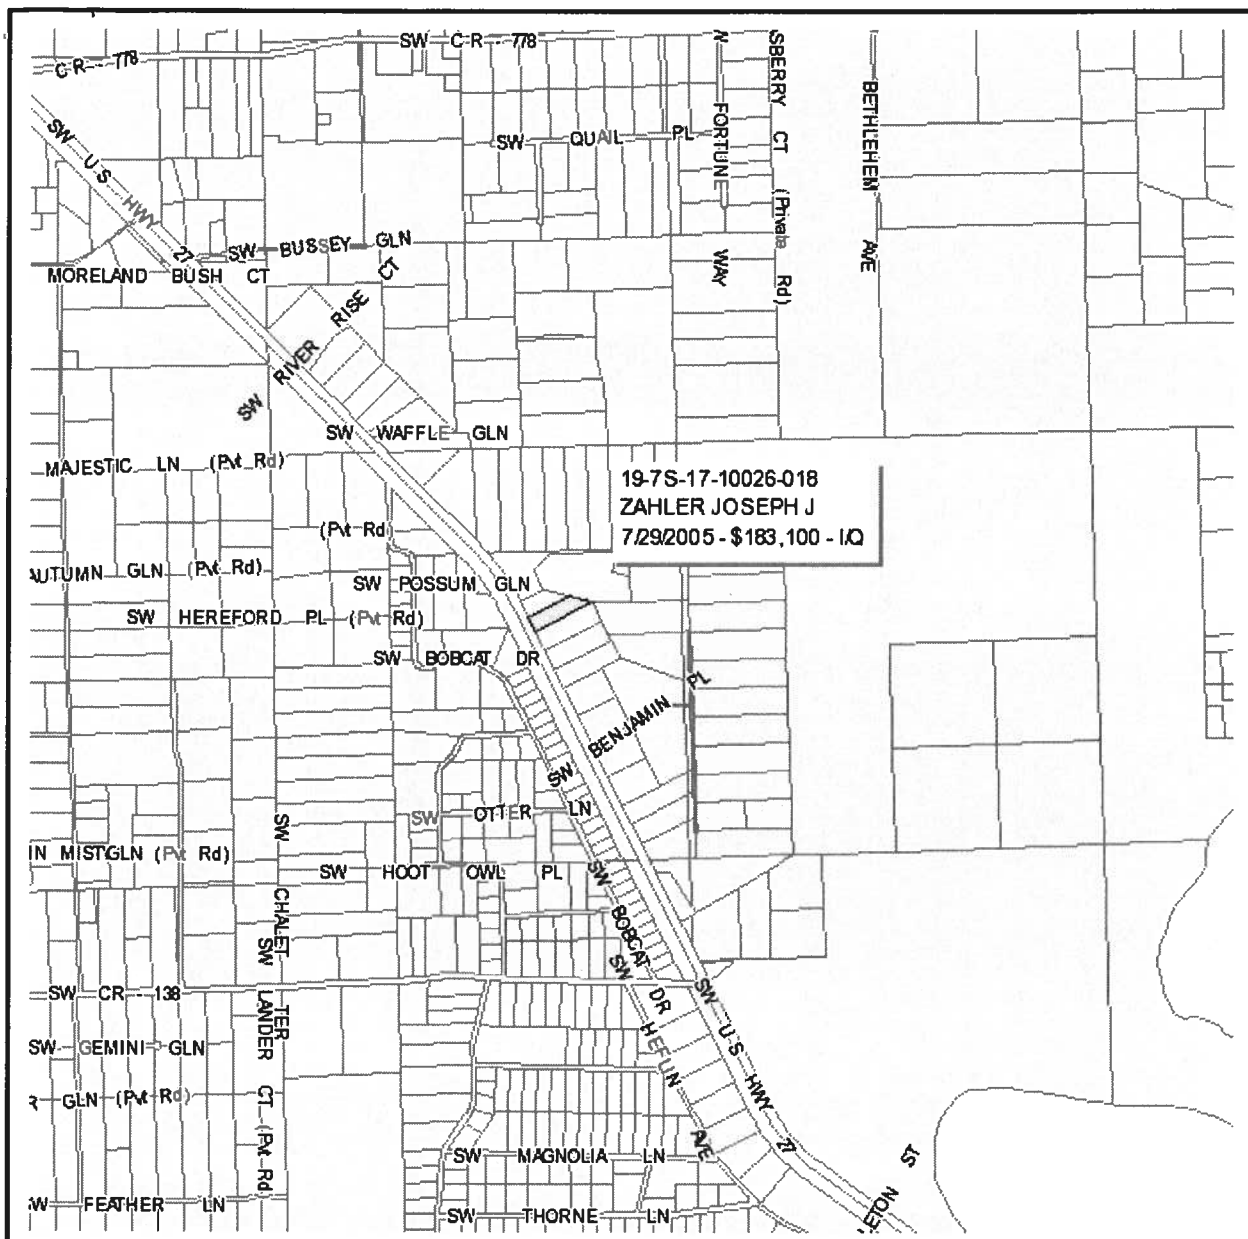 C R 778
SW C R 778
SW QUAIL PL
N FORTUNE WAY
SBERRY CT (Private Rd)
BETHLEHEM AVE
SW U S HWY 27
SW BUSSEY GLN
MORELAND BUSH CT
SW RIVER RISE CT
SW WAFFLE GLN
MAJESTIC LN (Pvt Rd)
19-7S-17-10026-018
ZAHLER JOSEPH J
7/29/2005 - $183,100 - I/Q
(Pvt Rd)
AUTUMN GLN (Pvt Rd)
SW POSSUM GLN
SW HEREFORD PL (Pvt Rd)
SW BOBCAT DR
SW BENJAMIN PL
SW OTTER LN
IN MIST GLN (Pvt Rd)
SW HOOT OWL PL
SW CHALET TER
SW BOBCAT DR
SW LANDER CT (Pvt Rd)
SW HEFLIN AVE
SW CR 138
SW U S HWY 27
SW GEMINI GLN
R GLN (Pvt Rd)
SW MAGNOLIA LN
SW FEATHER LN
SW THORNE LN
LETON ST